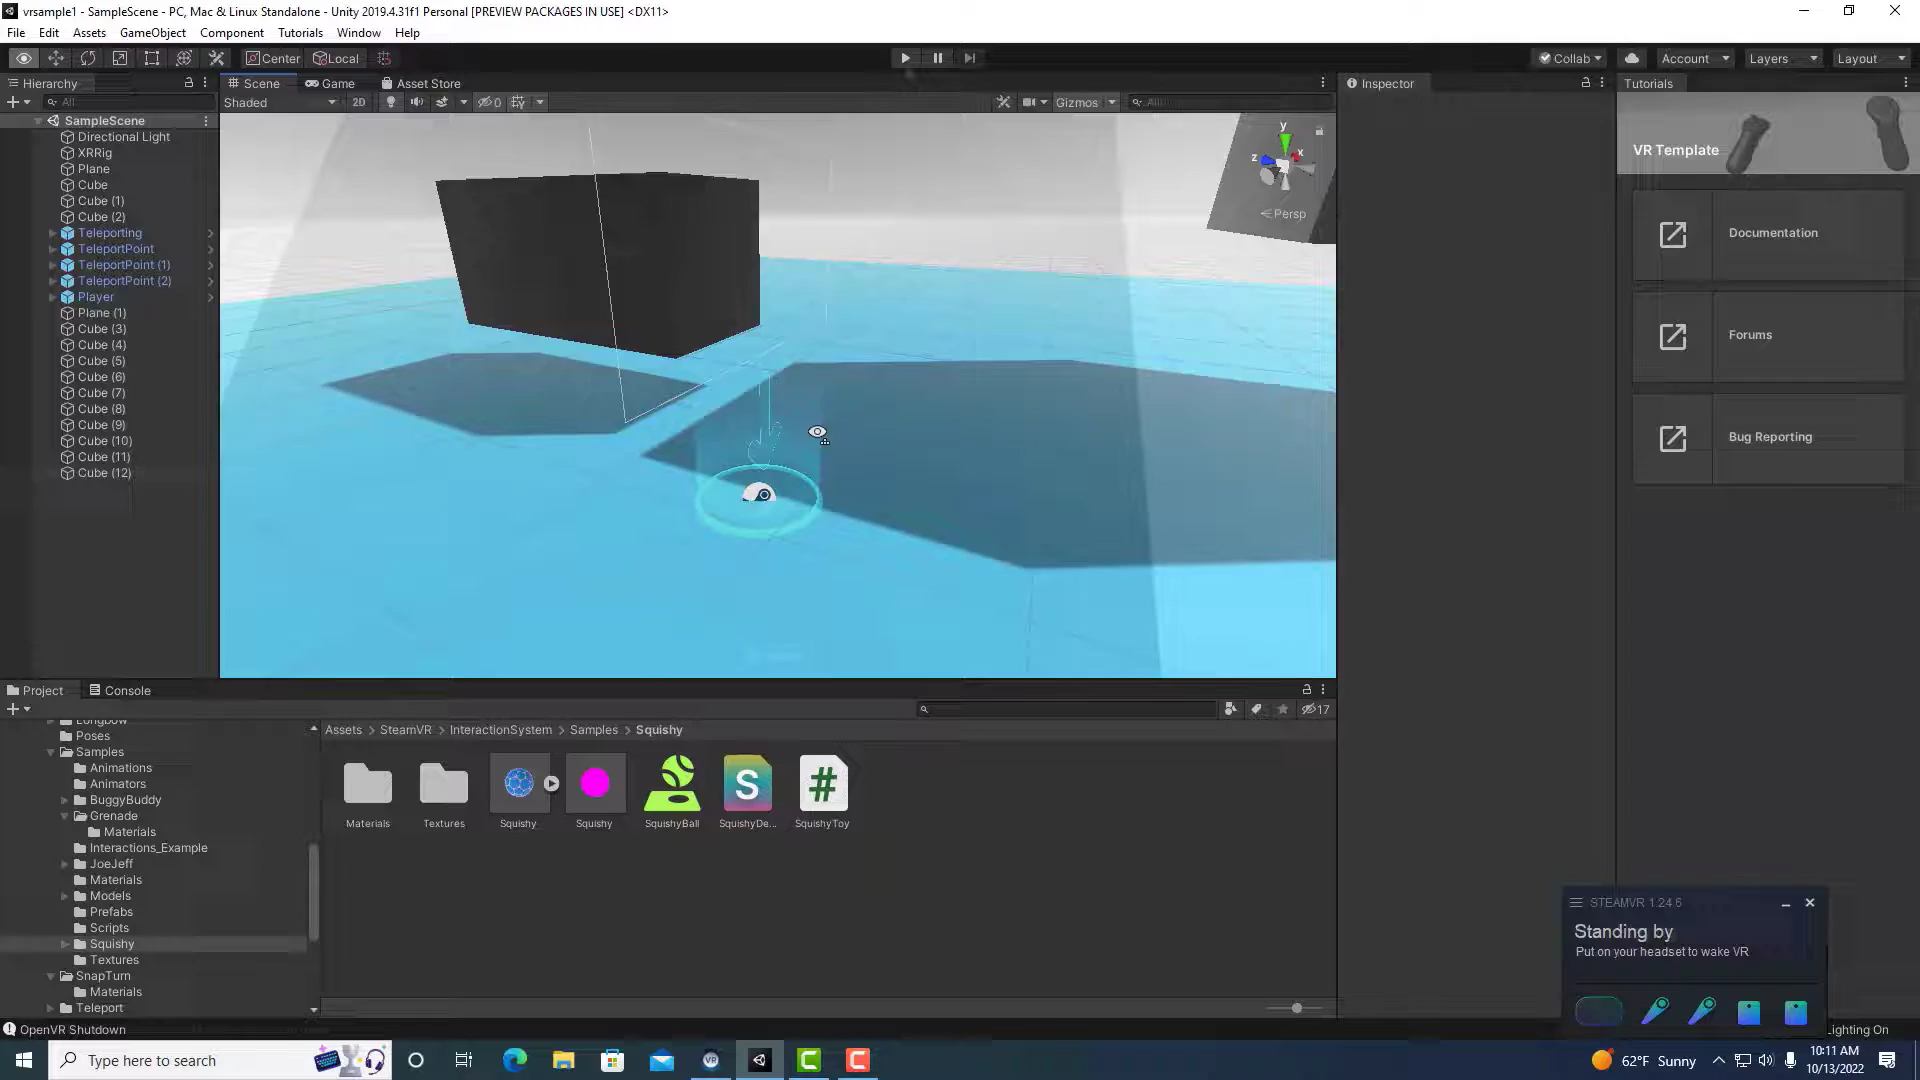 vrsample1 - SampleScene - PC, Mac & Linux Standalone - Unity 2019.4.31f1 Personal [PREVIEW PACKAGES IN USE] <DX11>
File Edit Assets GameObject Component Tutorials Window Help
Center Local Collab Account Layers Layout
Hierarchy Scene Game Asset Store Inspector Tutorials
All Shaded 2D 0 Gizmos All
SampleScene
Directional Light
XRRig
Plane
Cube
Cube (1)
Cube (2)
Teleporting
TeleportPoint
TeleportPoint (1)
TeleportPoint (2)
Player
Plane (1)
Cube (3)
Cube (4)
Cube (5)
Cube (6)
Cube (7)
Cube (8)
Cube (9)
Cube (10)
Cube (11)
Cube (12)
y
z x
Persp
VR Template
Documentation
Forums
Bug Reporting
Project Console
17
Longbow
Poses
Samples
Animations
Animators
BuggyBuddy
Grenade
Materials
Interactions_Example
JoeJeff
Materials
Models
Prefabs
Scripts
Squishy
Textures
SnapTurn
Materials
Teleport
Assets > SteamVR > InteractionSystem > Samples > Squishy
S #
Materials Textures Squishy Squishy SquishyBall SquishyDe... SquishyToy
STEAMVR 1.24.6
Standing by
Put on your headset to wake VR
OpenVR Shutdown
Lighting On
Type here to search
VR
C C
62°F Sunny
10:11 AM
10/13/2022